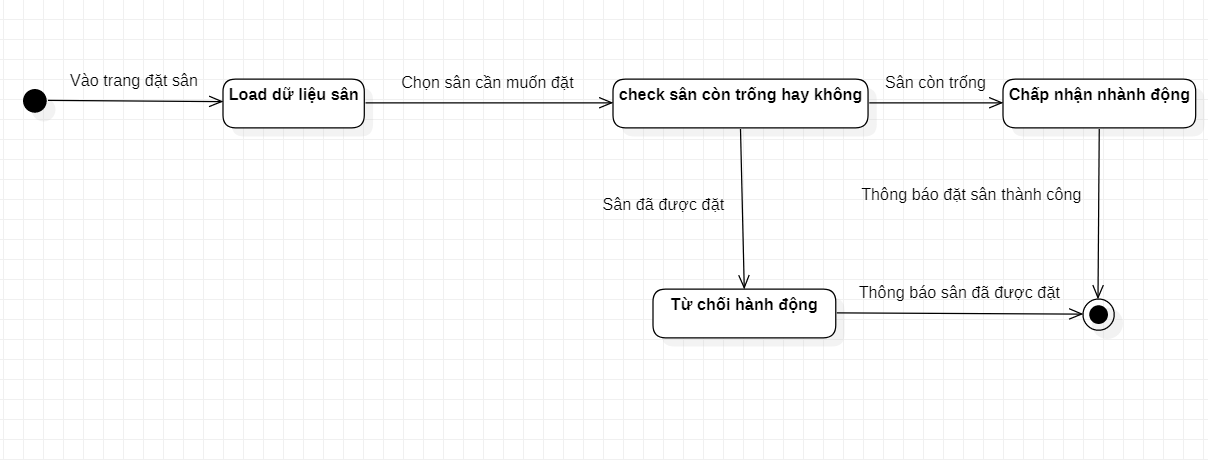 Vào trang đặt sân
Load dữ liệu sân
Chọn sân cần muốn đặt
check sân còn trống hay không
Sân còn trống
Chấp nhận nhành động
Sân đã được đặt
Thông báo đặt sân thành công
Từ chối hành động
Thông báo sân đã được đặt